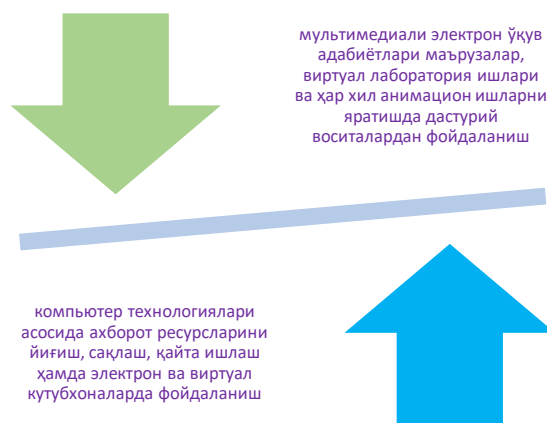 мультимедиали электрон ўқув
адабиётлари маърузалар,
виртуал лаборатория ишлари
ва ҳар хил анимацион ишларни
яратишда дастурий
воситалардан фойдаланиш
компьютер технологиялари
асосида ахборот ресурсларини
йиғиш, сақлаш, қайта ишлаш
ҳамда электрон ва виртуал
кутубхоналарда фойдаланиш